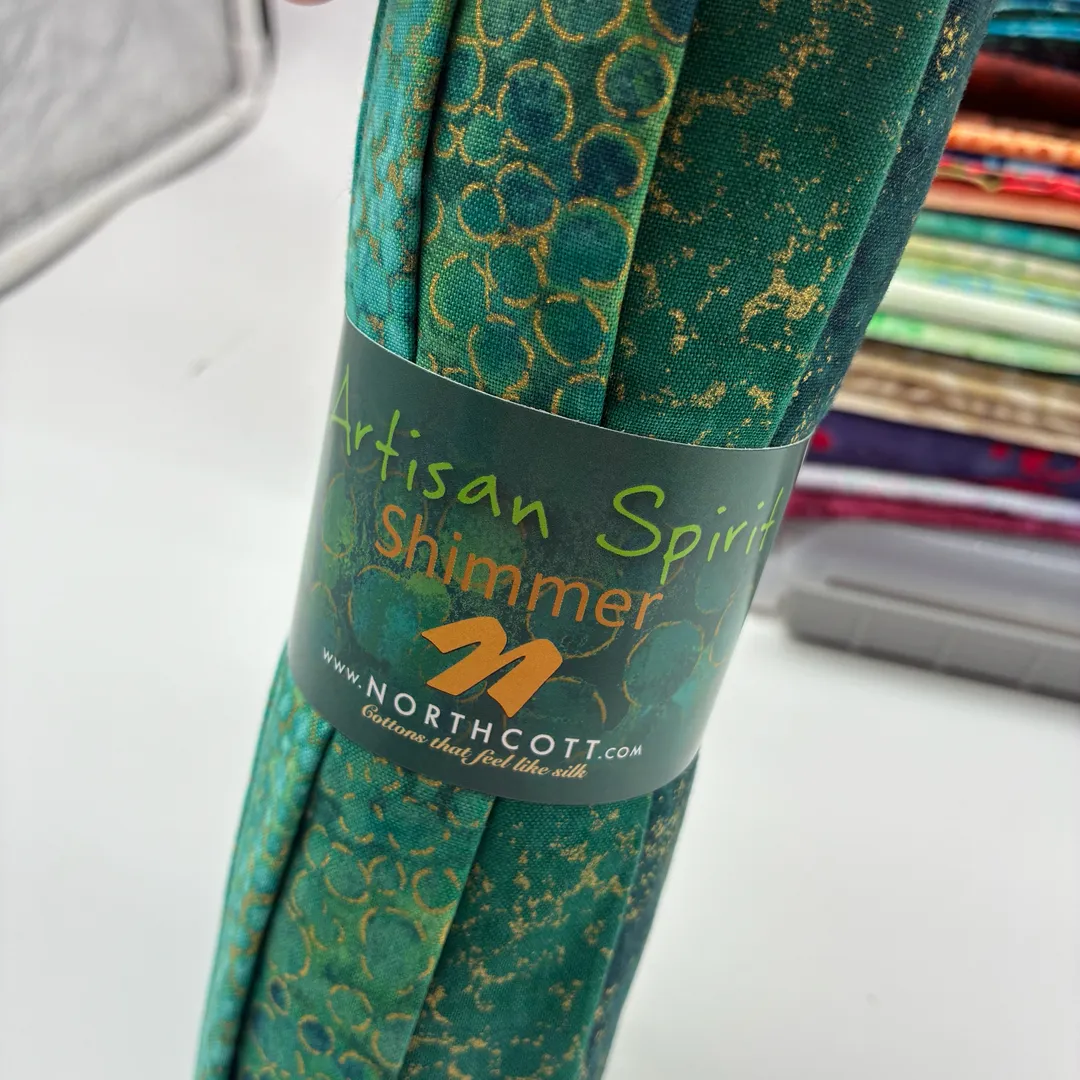 Artisan Spirit
Shimmer
www.NORTHCOTT.COM
Cottons that feel like silk